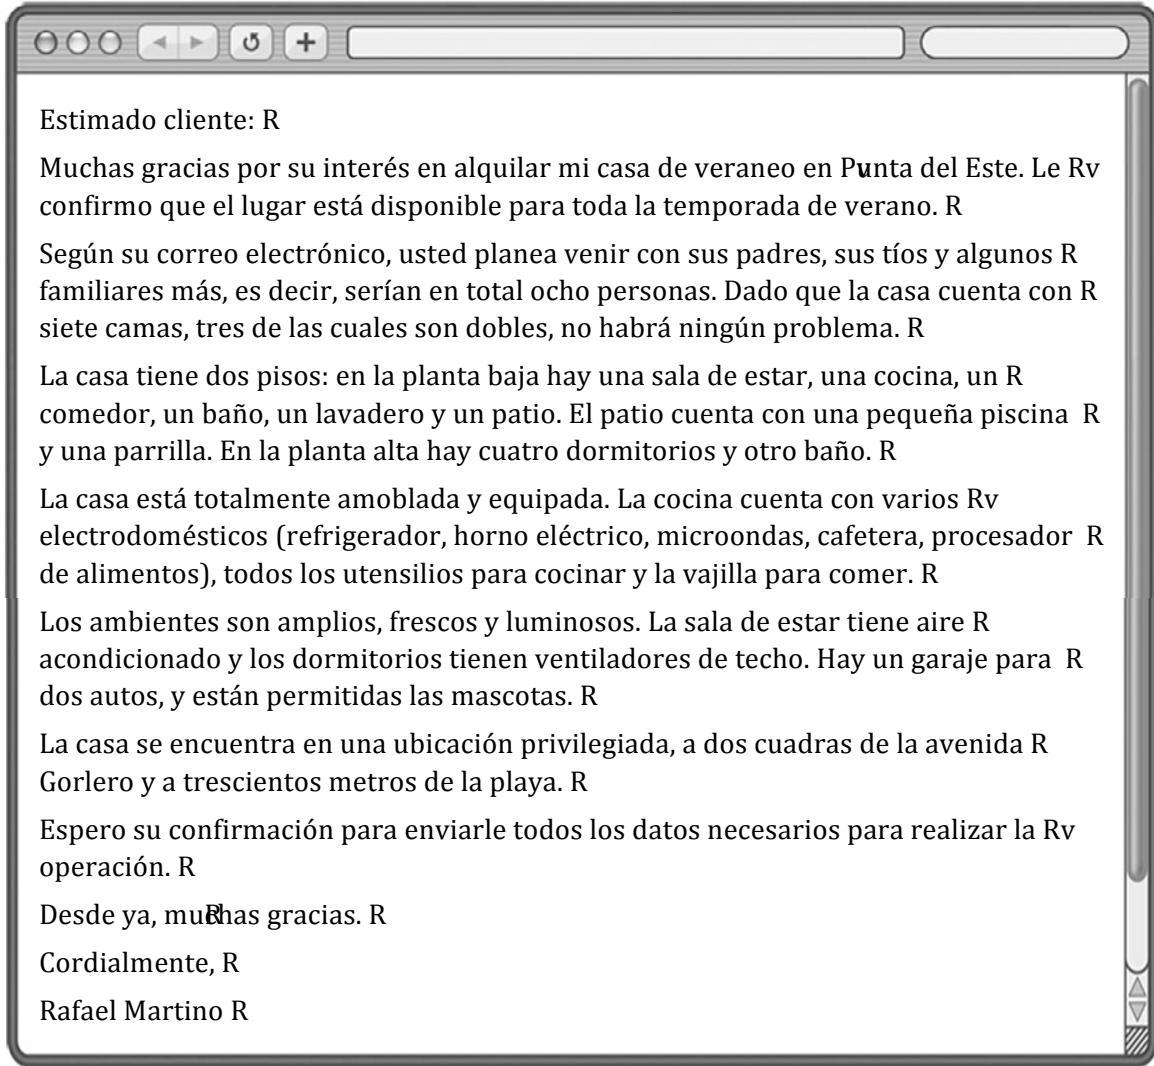 Estimado cliente: R
Muchas gracias por su interés en alquilar mi casa de veraneo en Punta del Este. Le Rv
confirmo que el lugar está disponible para toda la temporada de verano. R
Según su correo electrónico, usted planea venir con sus padres, sus tíos y algunos R
familiares más, es decir, serían en total ocho personas. Dado que la casa cuenta con R
siete camas, tres de las cuales son dobles, no habrá ningún problema. R
La casa tiene dos pisos: en la planta baja hay una sala de estar, una cocina, un R
comedor, un baño, un lavadero y un patio. El patio cuenta con una pequeña piscina R
y una parrilla. En la planta alta hay cuatro dormitorios y otro baño. R
La casa está totalmente amoblada y equipada. La cocina cuenta con varios Rv
electrodomésticos (refrigerador, horno eléctrico, microondas, cafetera, procesador R
de alimentos), todos los utensilios para cocinar y la vajilla para comer. R
Los ambientes son amplios, frescos y luminosos. La sala de estar tiene aire R
acondicionado y los dormitorios tienen ventiladores de techo. Hay un garaje para R
dos autos, y están permitidas las mascotas. R
La casa se encuentra en una ubicación privilegiada, a dos cuadras de la avenida R
Gorlero y a trescientos metros de la playa. R
Espero su confirmación para enviarle todos los datos necesarios para realizar la Rv
operación. R
Desde ya, muchas gracias. R
Cordialmente, R
Rafael Martino R